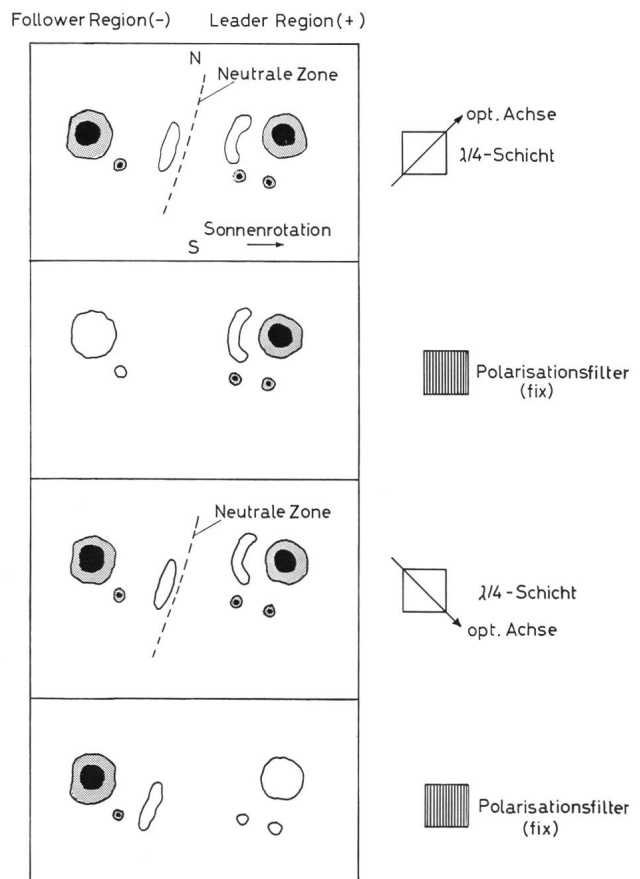 Follower Region(-) Leader Region(+)
N
Neutrale Zone
opt. Achse
λ/4-Schicht
Sonnenrotation
S
Polarisationsfilter
(fix)
Neutrale Zone
λ/4-Schicht
opt. Achse
Polarisationsfilter
(fix)